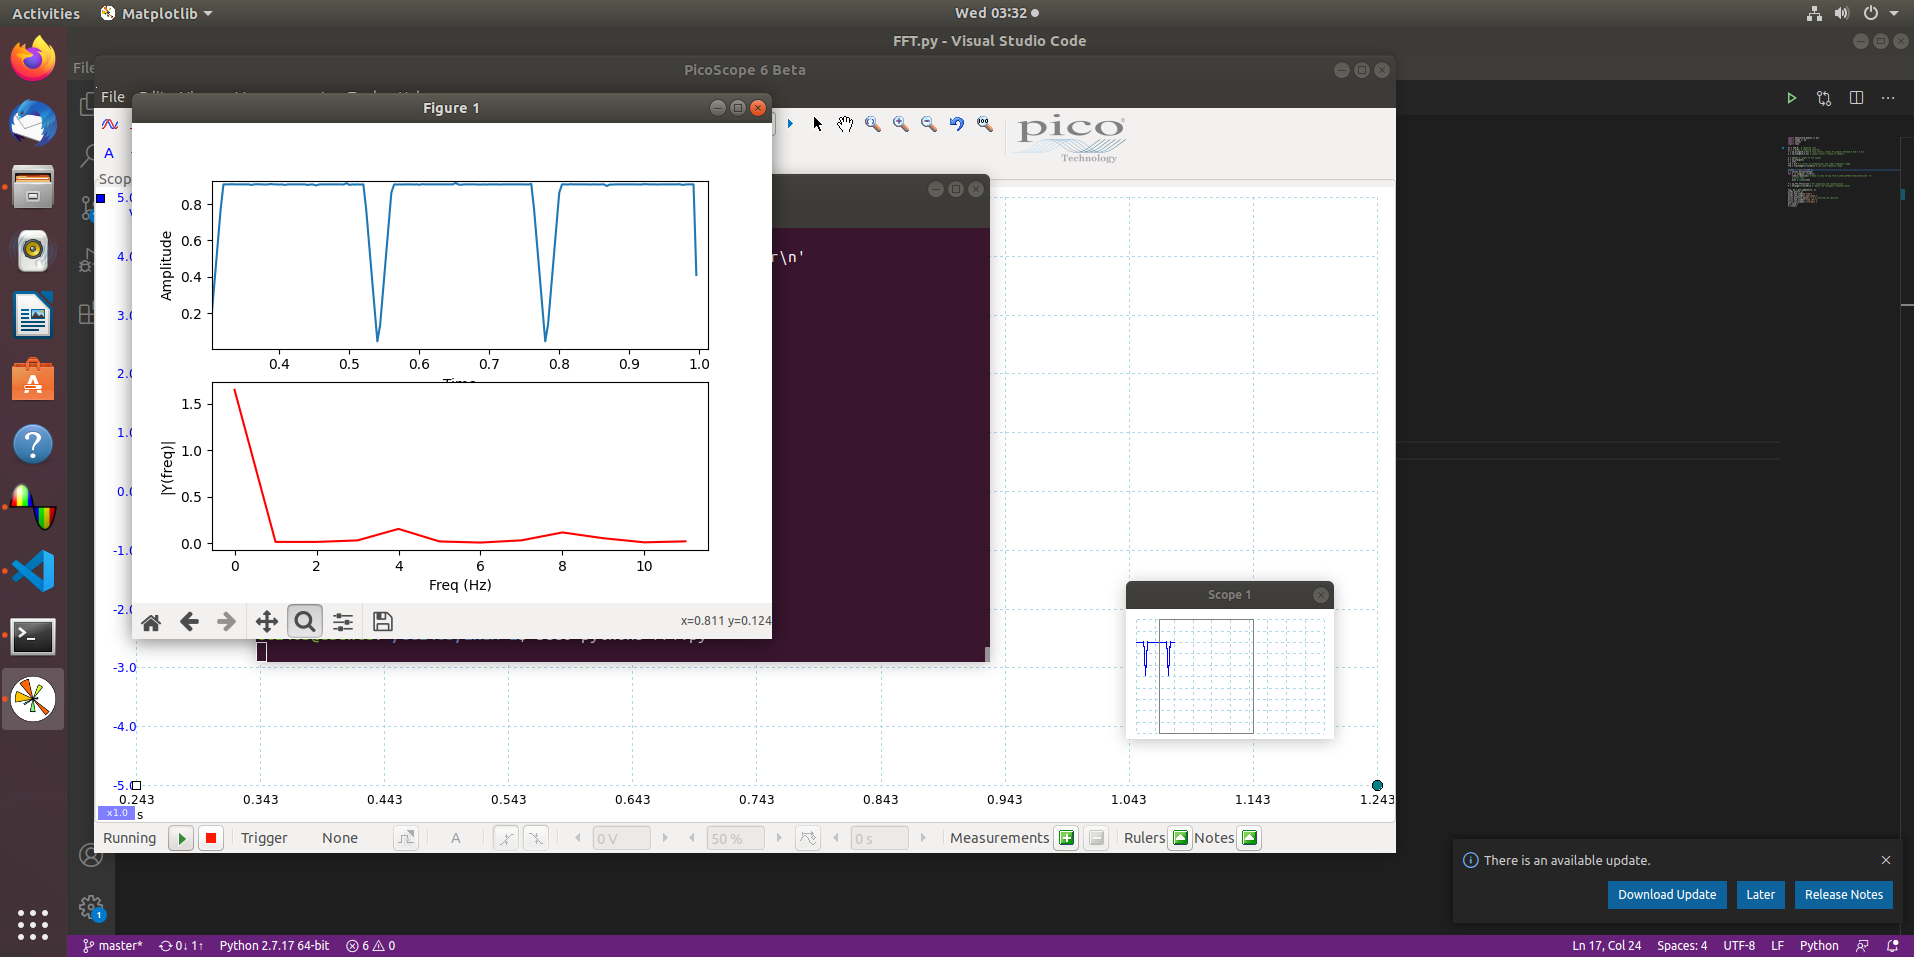 Activities Matplotlib Wed 03:32
FFT.py - Visual Studio Code
File
PicoScope 6 Beta
File
Figure 1
pico
Technology
A
Scop
5.0
4.0
3.0
2.0
1.0
0.0
-1.0
-2.0
-3.0
-4.0
-5.0
Amplitude
0.8
0.6
0.4
0.2
0.4 0.5 0.6 0.7 0.8 0.9 1.0
|Y(freq)|
1.5
1.0
0.5
0.0
0 2 4 6 8 10
Freq (Hz)
x=0.811 y=0.124
r\n'
Scope 1
0.243 0.343 0.443 0.543 0.643 0.743 0.843 0.943 1.043 1.143 1.243
x1.0 s
Running Trigger None A 0 V 50 % 0 s Measurements Rulers Notes
There is an available update.
Download Update Later Release Notes
1
master* 0↓ 1↑ Python 2.7.17 64-bit 6 0 Ln 17, Col 24 Spaces: 4 UTF-8 LF Python